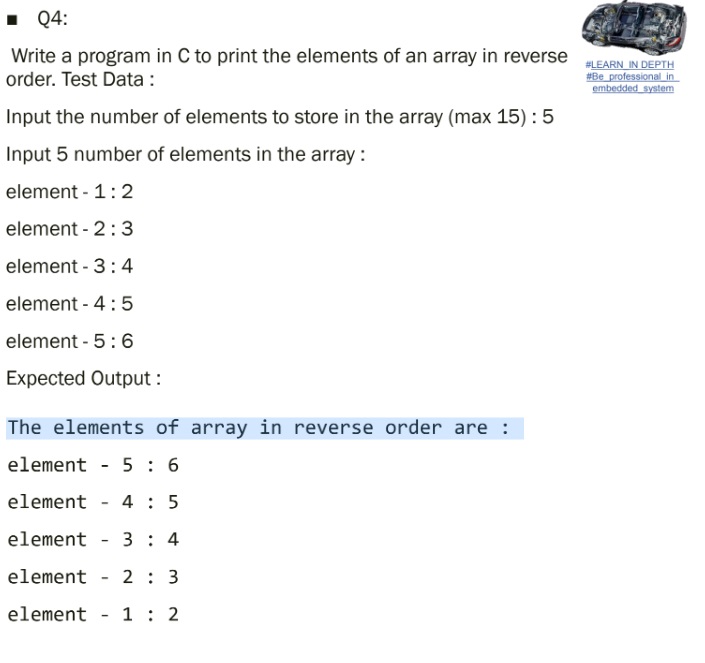 ▪ Q4:
Write a program in C to print the elements of an array in reverse
order. Test Data :
#LEARN_IN DEPTH
#Be_professional_in_
embedded_system
Input the number of elements to store in the array (max 15) : 5
Input 5 number of elements in the array :
element - 1 : 2
element - 2 : 3
element - 3 : 4
element - 4 : 5
element - 5 : 6
Expected Output :
The elements of array in reverse order are :
element - 5 : 6
element - 4 : 5
element - 3 : 4
element - 2 : 3
element - 1 : 2